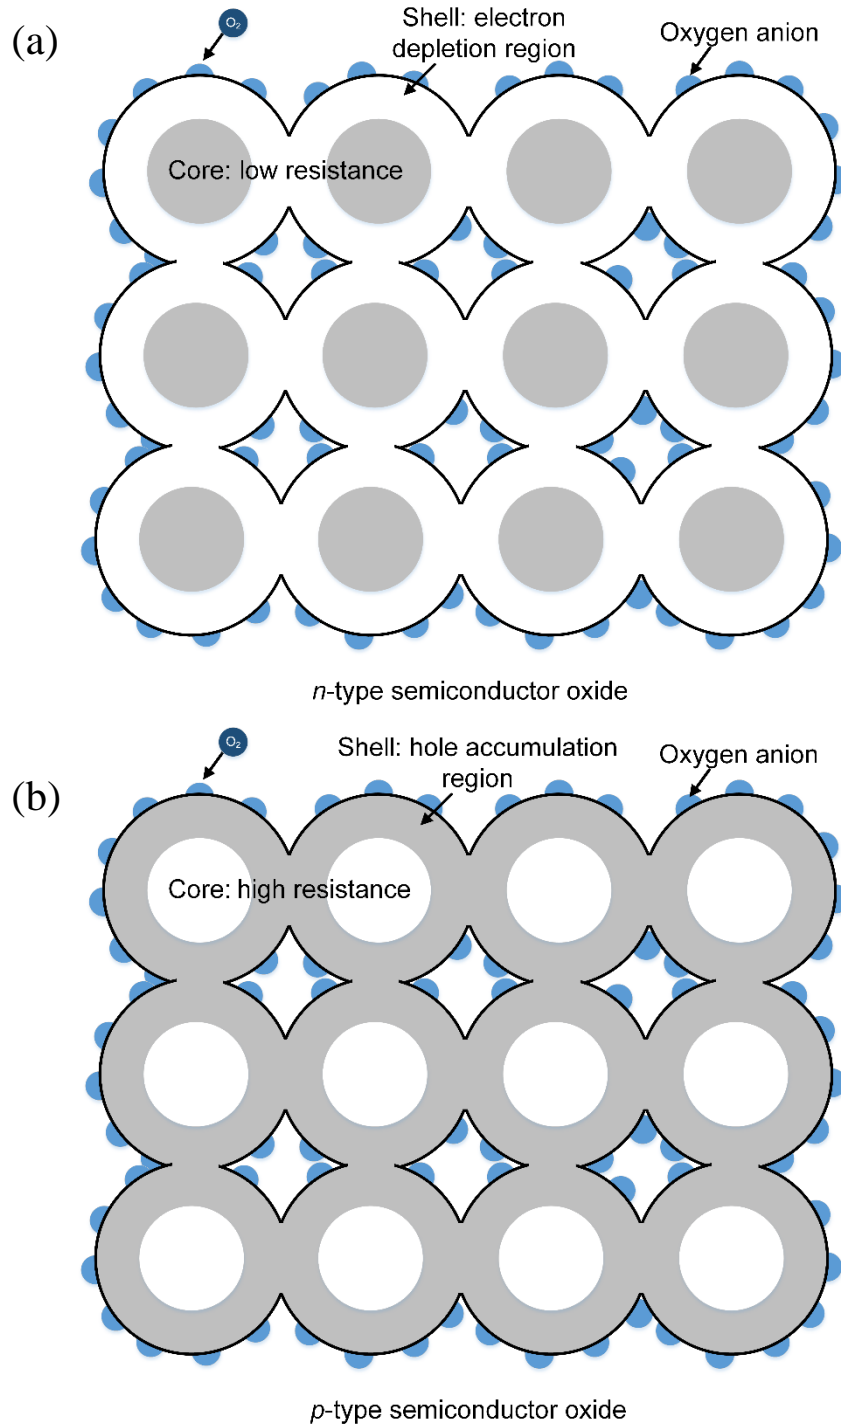 (a)
O₂
Shell: electron
depletion region
Oxygen anion
Core: low resistance
n-type semiconductor oxide
(b)
O₂
Shell: hole accumulation
region
Oxygen anion
Core: high resistance
p-type semiconductor oxide